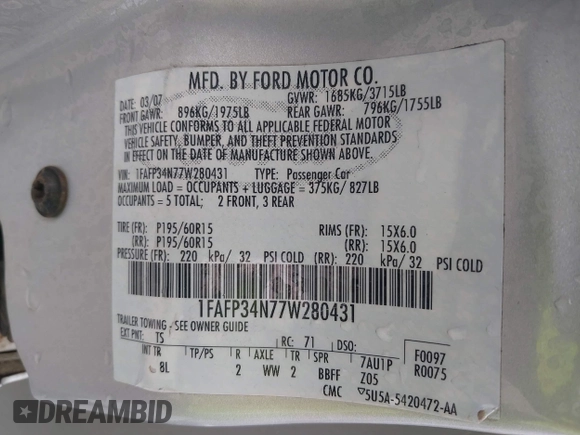 MFD. BY FORD MOTOR CO.
DATE: 03/07 GVWR: 1685KG/3715LB
FRONT GAWR: 896KG/1975LB REAR GAWR: 796KG/1755LB
THIS VEHICLE CONFORMS TO ALL APPLICABLE FEDERAL MOTOR
VEHICLE SAFETY, BUMPER, AND THEFT PREVENTION STANDARDS
IN EFFECT ON THE DATE OF MANUFACTURE SHOWN ABOVE.
VIN: 1FAFP34N77W280431 TYPE: Passenger Car
MAXIMUM LOAD = OCCUPANTS + LUGGAGE = 375KG/ 827LB
OCCUPANTS = 5 TOTAL; 2 FRONT, 3 REAR
TIRE (FR): P195/60R15 RIMS (FR): 15X6.0
(RR): P195/60R15 (RR): 15X6.0
PRESSURE (FR): 220 kPa/ 32 PSI COLD (RR): 220 kPa/ 32 PSI COLD
1FAFP34N77W280431
TRAILER TOWING - SEE OWNER GUIDE
EXT PNT: TS RC: 71 DSO:
INT TR TP/PS R AXLE TR SPR 7AU1P F0097
8L 2 WW 2 BBFF Z05 R0075
CMC ▽5U5A-5420472-AA
DREAMBID